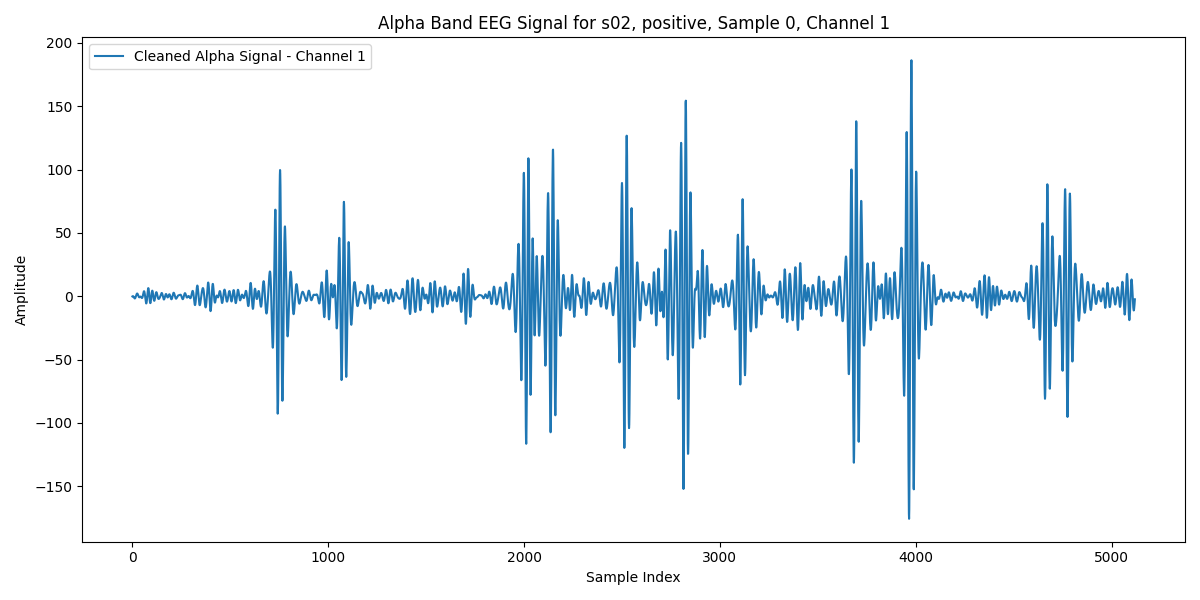 Alpha Band EEG Signal for s02, positive, Sample 0, Channel 1
Cleaned Alpha Signal - Channel 1
200
150
100
50
0
−50
−100
−150
Amplitude
0 1000 2000 3000 4000 5000
Sample Index